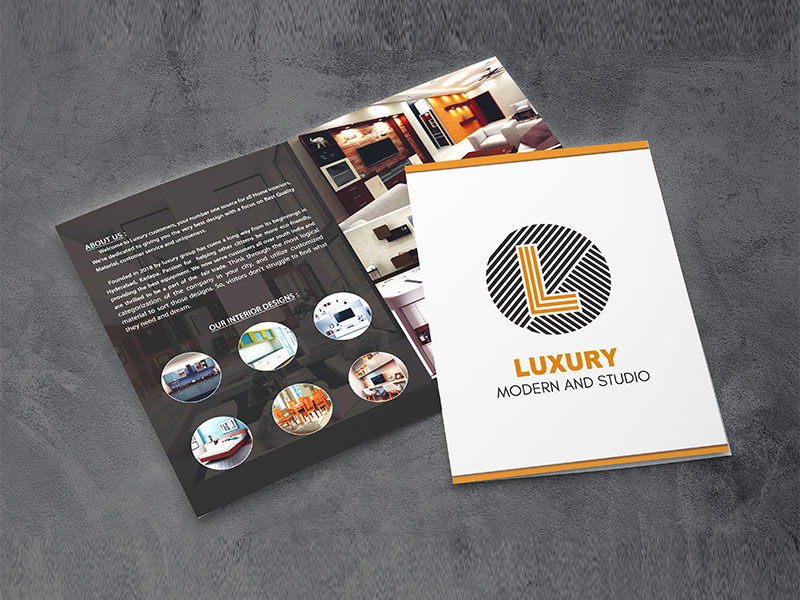 ABOUT US :
Welcome to Luxury customers, your number one source for all Home Interiors,
We're dedicated to giving you the very best design with a focus on Best Quality
Material, customer service and uniqueness.
Founded in 2018 by luxury group has come a long way from its beginnings in
Hyderabad, Kadapa. Passion for helping other citizens be more eco-friendly,
providing the best equipment. We now serve customers all over south India and
are thrilled to be a part of the fair trade. Think through the most logical
categorization of the company in your city, and utilize customized
material to sort those designs. So, visitors don't struggle to find what
they need and dream.
OUR INTERIOR DESIGNS :
L
LUXURY
MODERN AND STUDIO